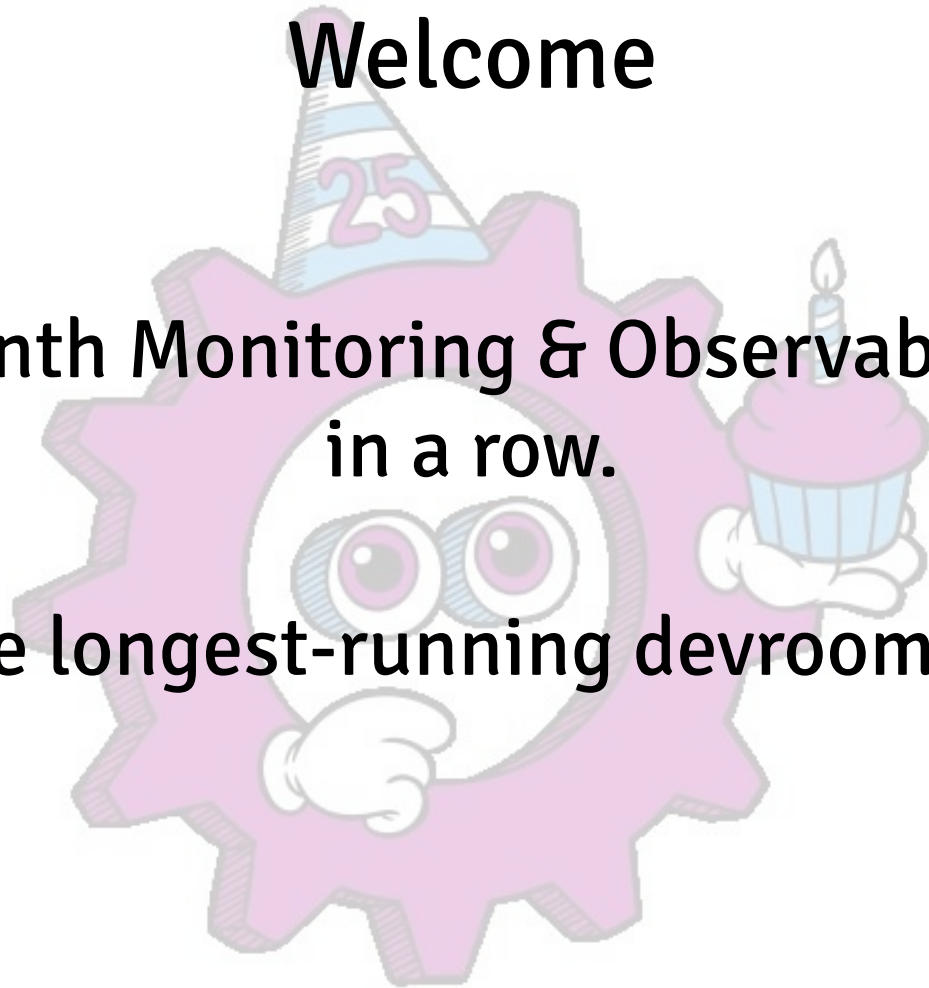 Welcome
25
nth Monitoring & Observab
in a row.
e longest-running devroom